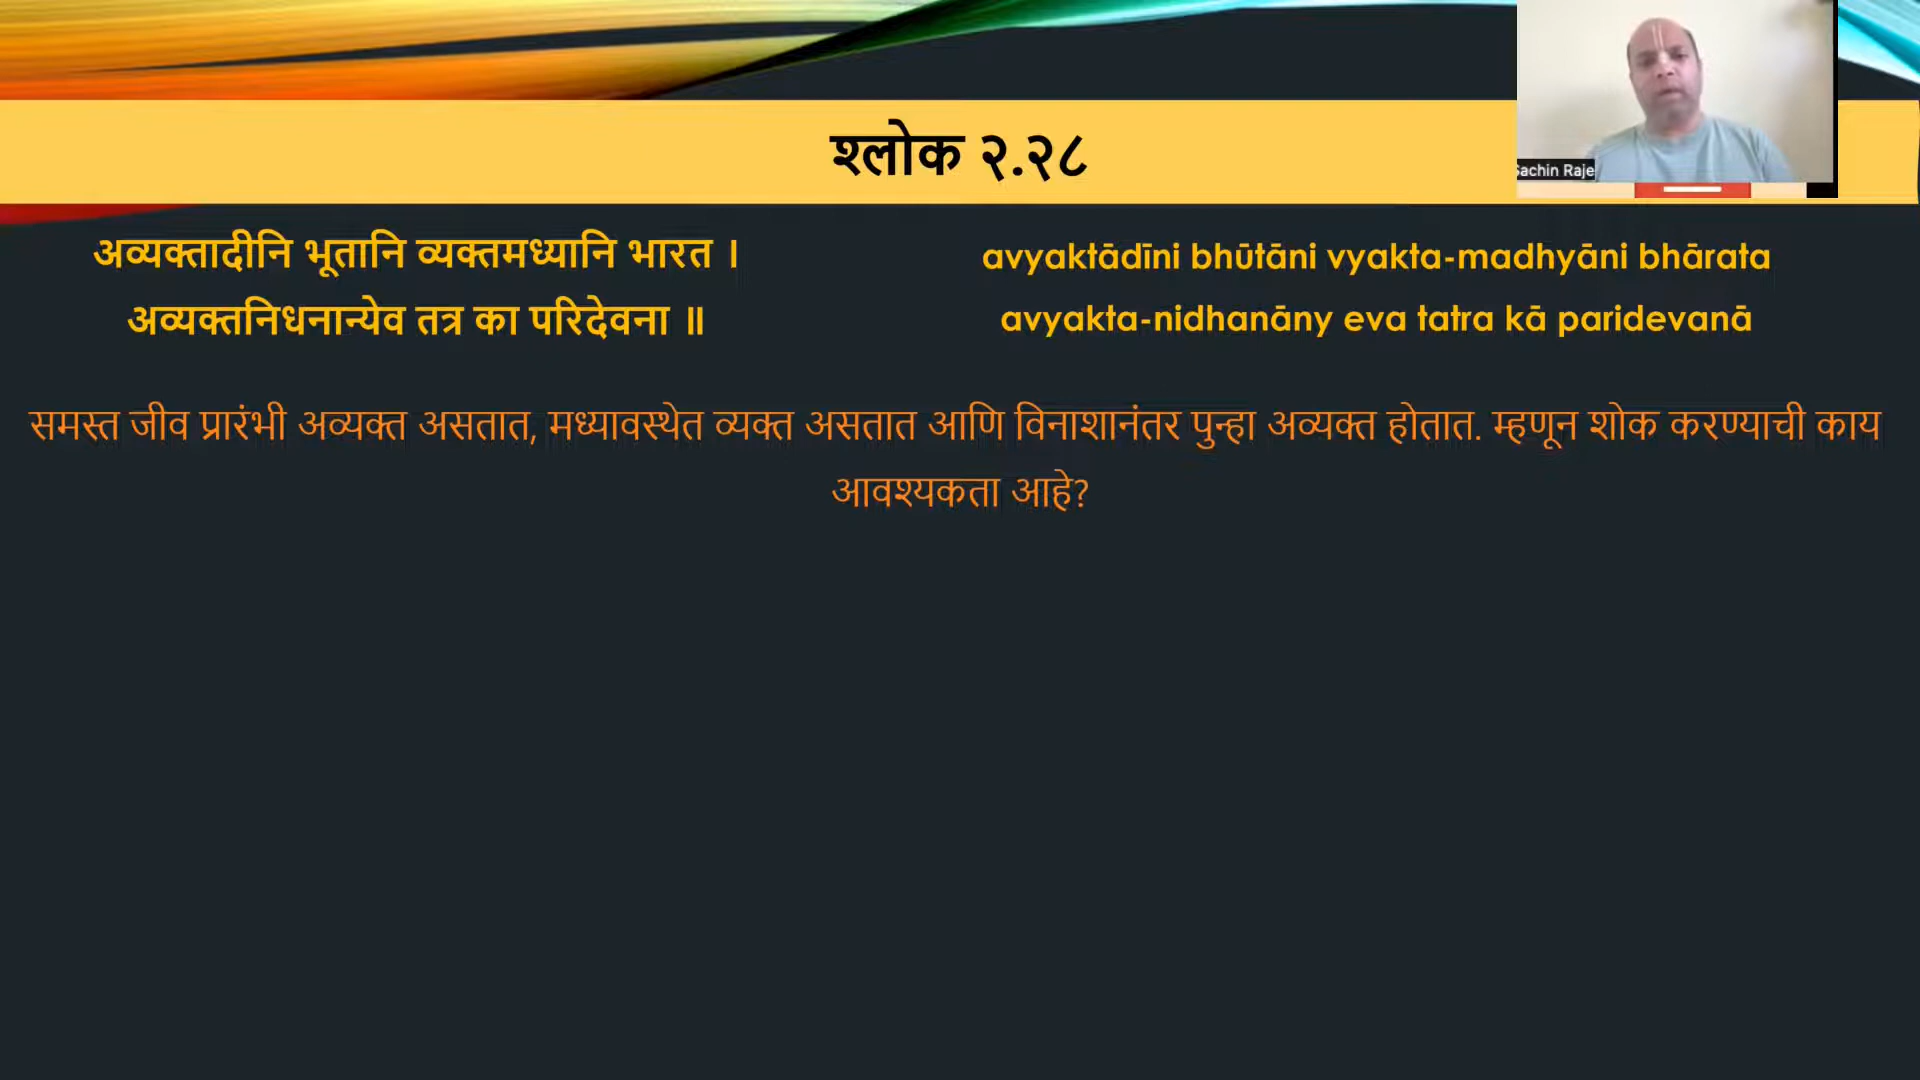 श्लोक २.२८
Sachin Raje
अव्यक्तादीनि भूतानि व्यक्तमध्यानि भारत ।
अव्यक्तनिधनान्येव तत्र का परिदेवना ॥
avyaktādīni bhūtāni vyakta-madhyāni bhārata
avyakta-nidhanāny eva tatra kā paridevanā
समस्त जीव प्रारंभी अव्यक्त असतात, मध्यावस्थेत व्यक्त असतात आणि विनाशानंतर पुन्हा अव्यक्त होतात. म्हणून शोक करण्याची काय
आवश्यकता आहे?